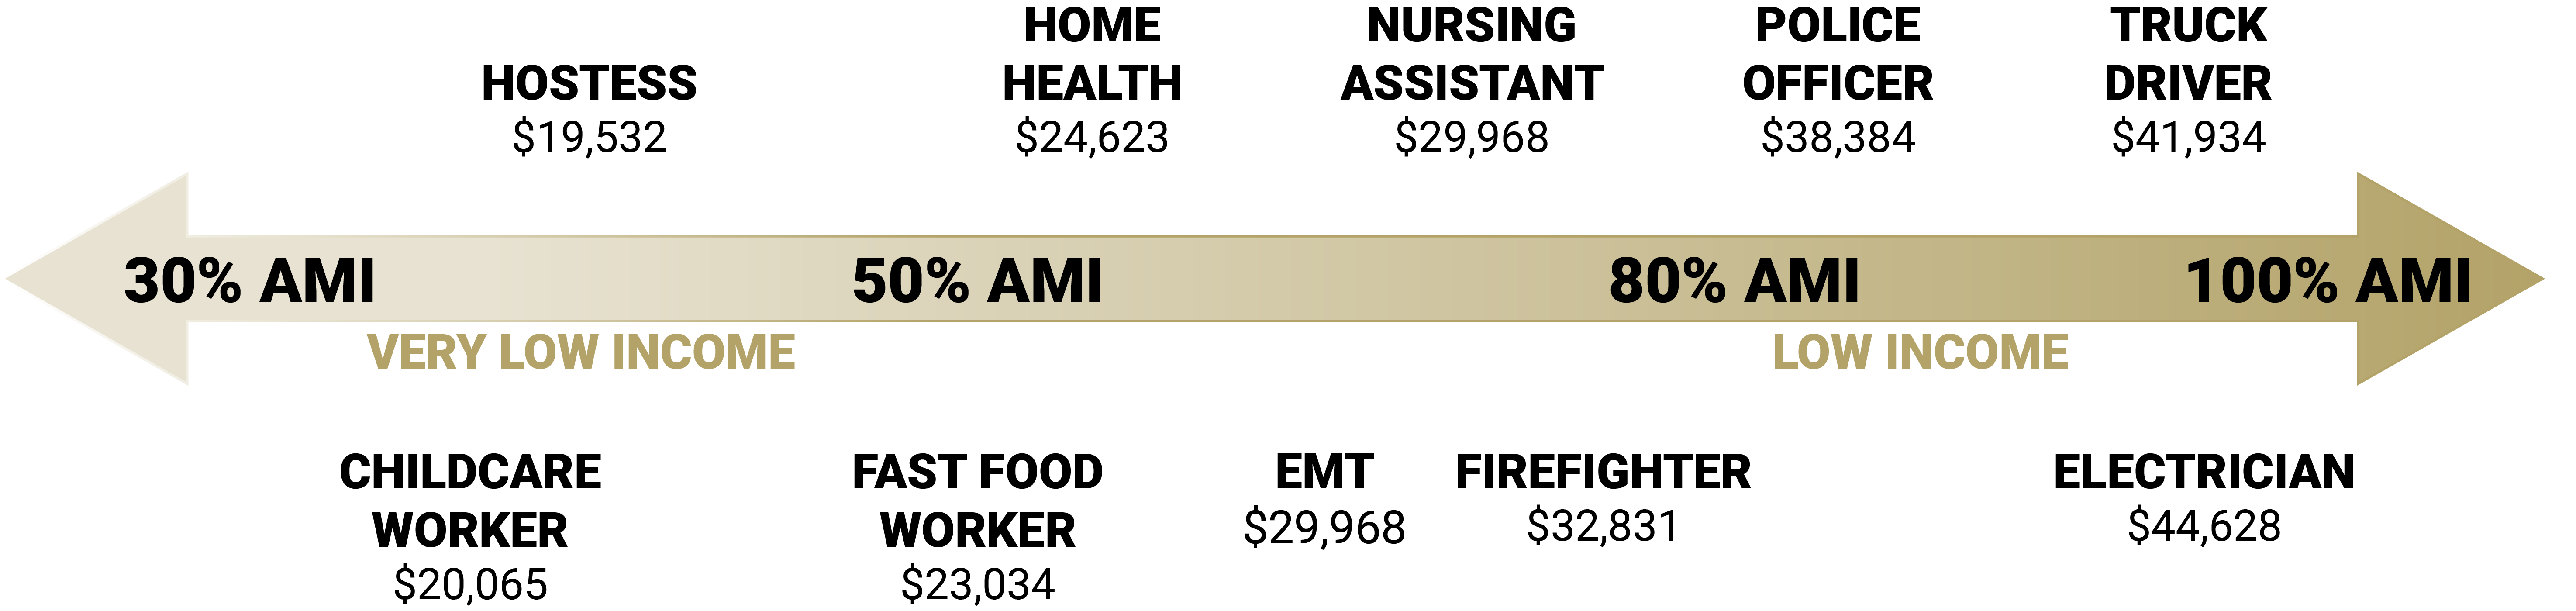 HOSTESS
$19,532
HOME
HEALTH
$24,623
NURSING
ASSISTANT
$29,968
POLICE
OFFICER
$38,384
TRUCK
DRIVER
$41,934
30% AMI
50% AMI
80% AMI
100% AMI
VERY LOW INCOME
LOW INCOME
CHILDCARE
WORKER
$20,065
FAST FOOD
WORKER
$23,034
EMT
$29,968
FIREFIGHTER
$32,831
ELECTRICIAN
$44,628